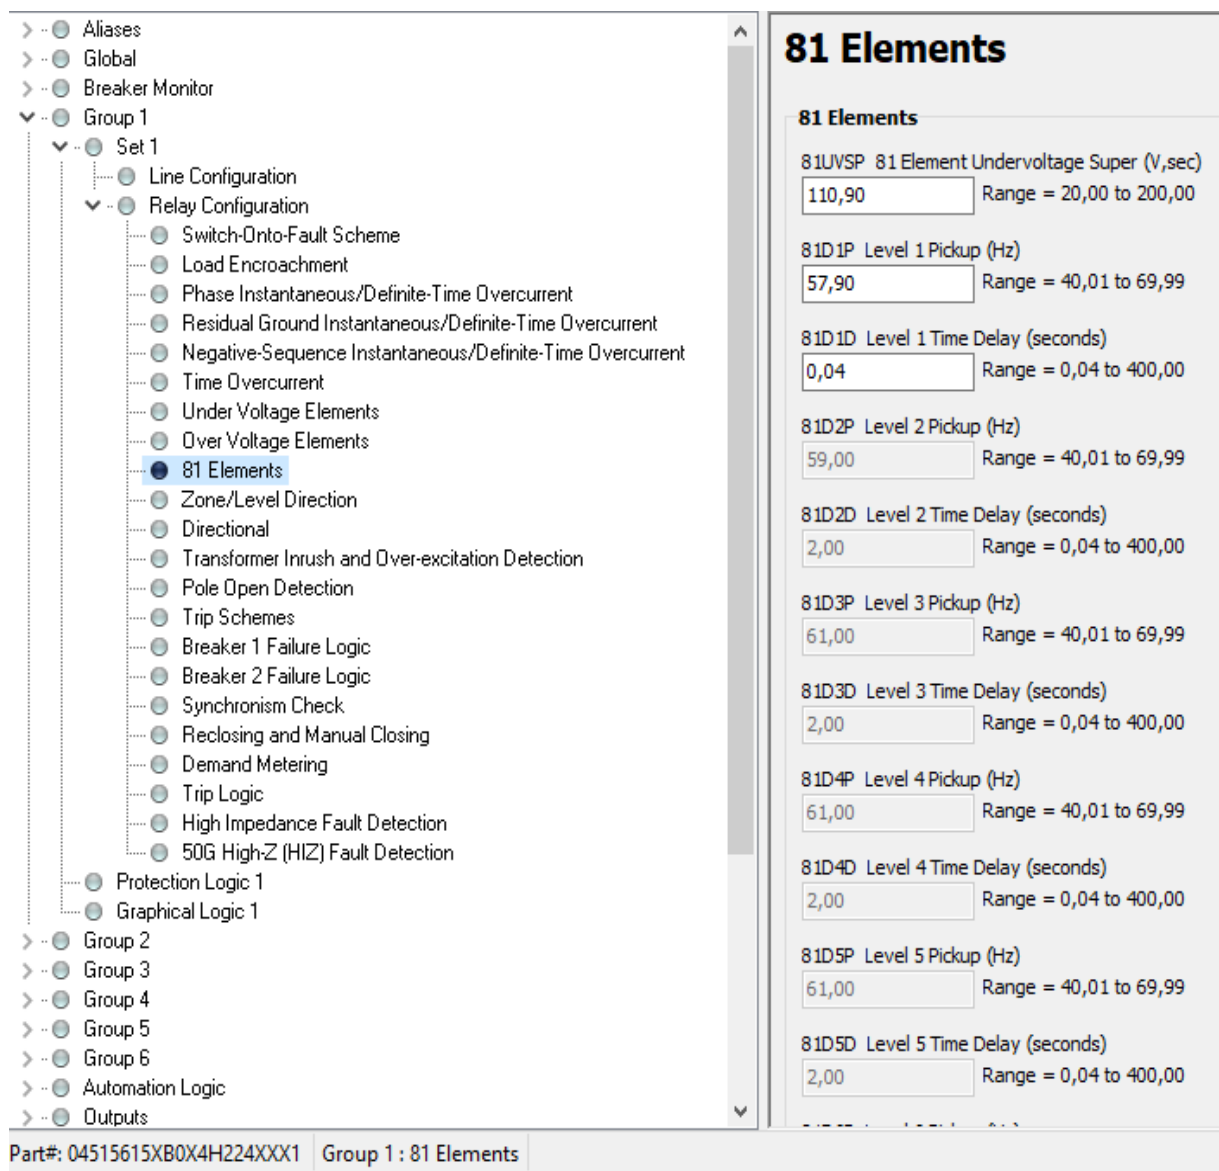 Aliases
Global
Breaker Monitor
Group 1
Set 1
Line Configuration
Relay Configuration
Switch-Onto-Fault Scheme
Load Encroachment
Phase Instantaneous/Definite-Time Overcurrent
Residual Ground Instantaneous/Definite-Time Overcurrent
Negative-Sequence Instantaneous/Definite-Time Overcurrent
Time Overcurrent
Under Voltage Elements
Over Voltage Elements
81 Elements
Zone/Level Direction
Directional
Transformer Inrush and Over-excitation Detection
Pole Open Detection
Trip Schemes
Breaker 1 Failure Logic
Breaker 2 Failure Logic
Synchronism Check
Reclosing and Manual Closing
Demand Metering
Trip Logic
High Impedance Fault Detection
50G High-Z (HIZ) Fault Detection
Protection Logic 1
Graphical Logic 1
Group 2
Group 3
Group 4
Group 5
Group 6
Automation Logic
Outputs
81 Elements
81 Elements
81UVSP 81 Element Undervoltage Super (V,sec)
110,90 Range = 20,00 to 200,00
81D1P Level 1 Pickup (Hz)
57,90 Range = 40,01 to 69,99
81D1D Level 1 Time Delay (seconds)
0,04 Range = 0,04 to 400,00
81D2P Level 2 Pickup (Hz)
59,00 Range = 40,01 to 69,99
81D2D Level 2 Time Delay (seconds)
2,00 Range = 0,04 to 400,00
81D3P Level 3 Pickup (Hz)
61,00 Range = 40,01 to 69,99
81D3D Level 3 Time Delay (seconds)
2,00 Range = 0,04 to 400,00
81D4P Level 4 Pickup (Hz)
61,00 Range = 40,01 to 69,99
81D4D Level 4 Time Delay (seconds)
2,00 Range = 0,04 to 400,00
81D5P Level 5 Pickup (Hz)
61,00 Range = 40,01 to 69,99
81D5D Level 5 Time Delay (seconds)
2,00 Range = 0,04 to 400,00
Part#: 04515615XB0X4H224XXX1 Group 1 : 81 Elements